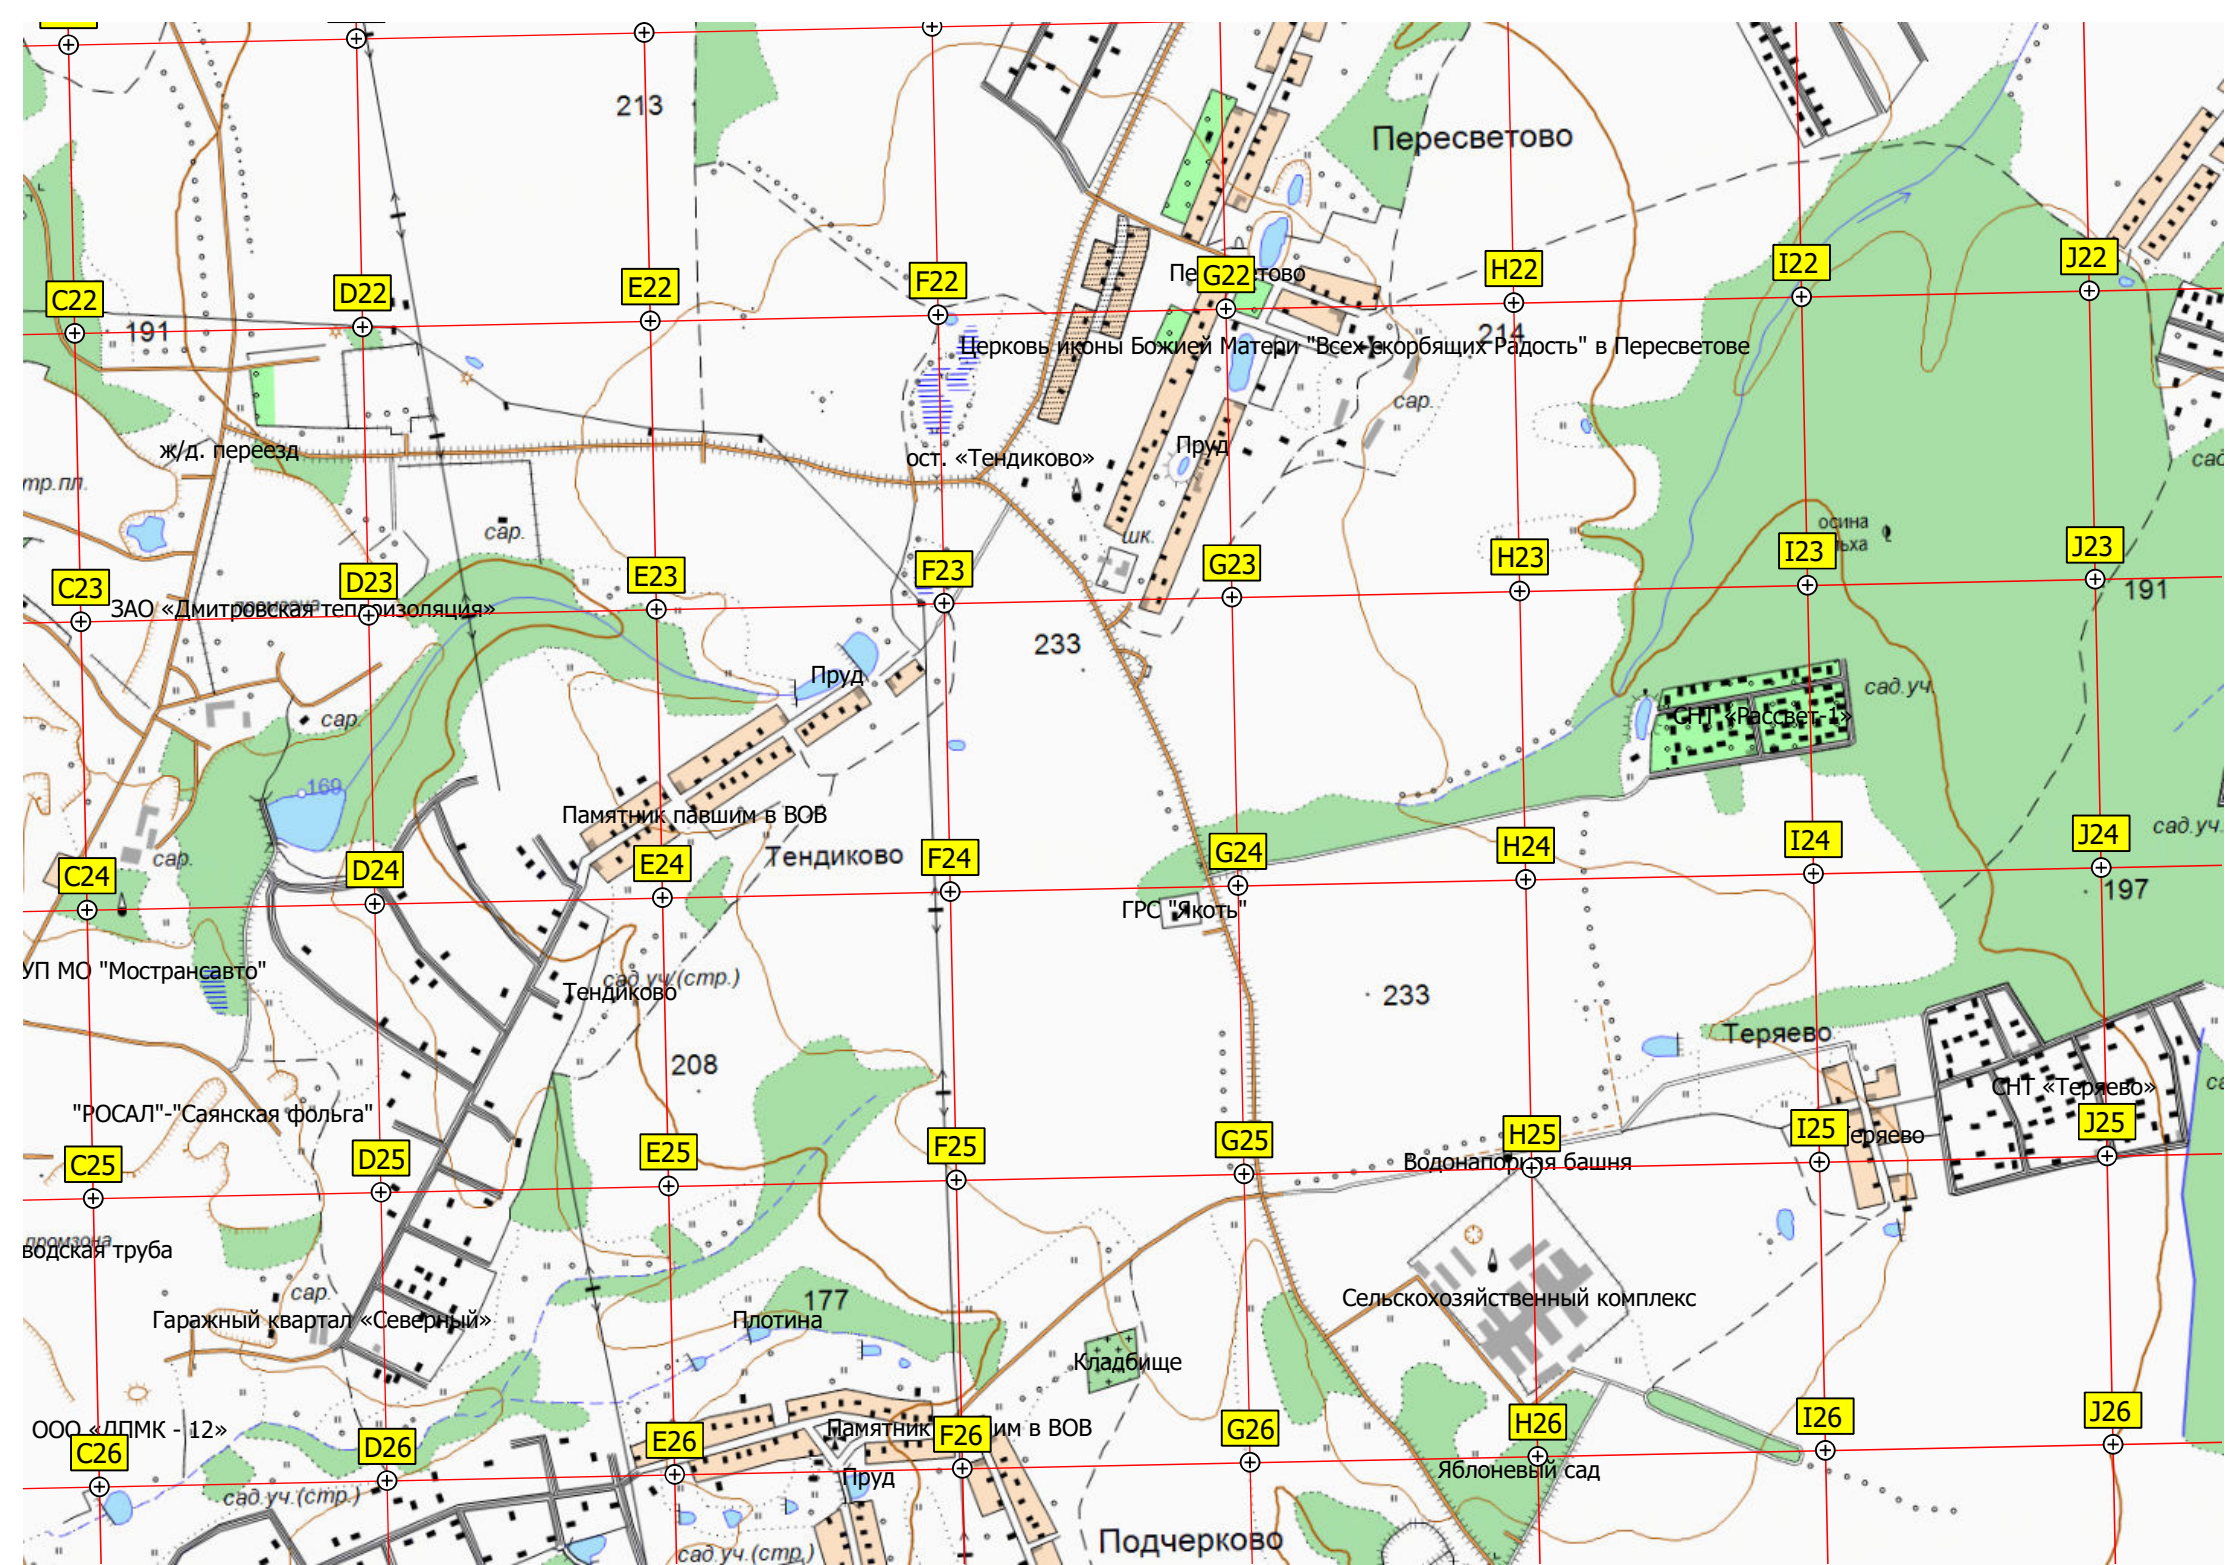 213
Пересветово
C22
D22
E22
F22
G22
H22
I22
J22
191
214
Церковь иконы Божией Матери "Всех скорбящих Радость" в Пересветове
сар.
ж/д. переезд
ост. «Тендиково»
Пруд
сад
тр.пл.
сар.
шк.
осина
C23
D23
E23
F23
G23
H23
I23
J23
191
ЗАО «Дмитровская теплоизоляция»
233
Пруд
сад.уч.
сар.
СНТ «Рассвет-1»
169
Памятник павшим в ВОВ
сар.
Тендиково
сад.уч.
C24
D24
E24
F24
G24
H24
I24
J24
197
ГРС "Якоть"
УП МО "Мострансавто"
сад.уч.(стр.)
Тендиково
233
Теряево
208
СНТ «Теряево»
"РОСАЛ"-"Саянская фольга"
C25
D25
E25
F25
G25
H25
I25
J25
Водонапорная башня
промзона
водская труба
сар.
177
Сельскохозяйственный комплекс
Гаражный квартал «Северный»
Плотина
Кладбище
ООО «ДПМК - 12»
C26
D26
E26
Памятник
F26
им в ВОВ
G26
H26
I26
J26
Яблоневый сад
Пруд
сад.уч.(стр.)
Подчерково
сад.уч.(стр.)